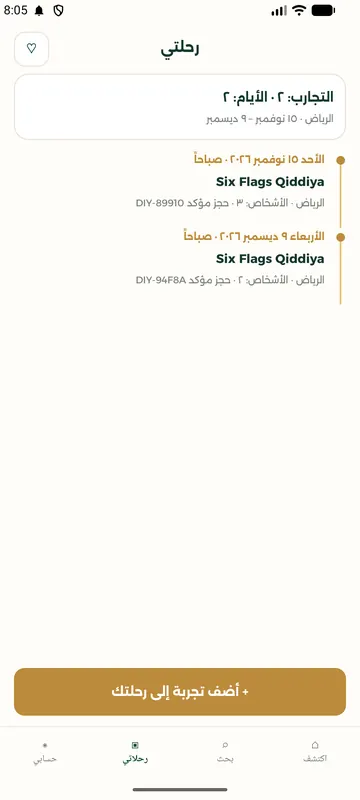 8:05
رحلتي
التجارب: ٢ · الأيام: ٢
الرياض · ١٥ نوفمبر – ٩ ديسمبر
الأحد ١٥ نوفمبر ٢٠٢٦ · صباحاً
Six Flags Qiddiya
الرياض · الأشخاص: ٣ · حجز مؤكد DIY-89910
الأربعاء ٩ ديسمبر ٢٠٢٦ · صباحاً
Six Flags Qiddiya
الرياض · الأشخاص: ٢ · حجز مؤكد DIY-94F8A
+ أضف تجربة إلى رحلتك
اكتشف
بحث
رحلاتي
حسابي